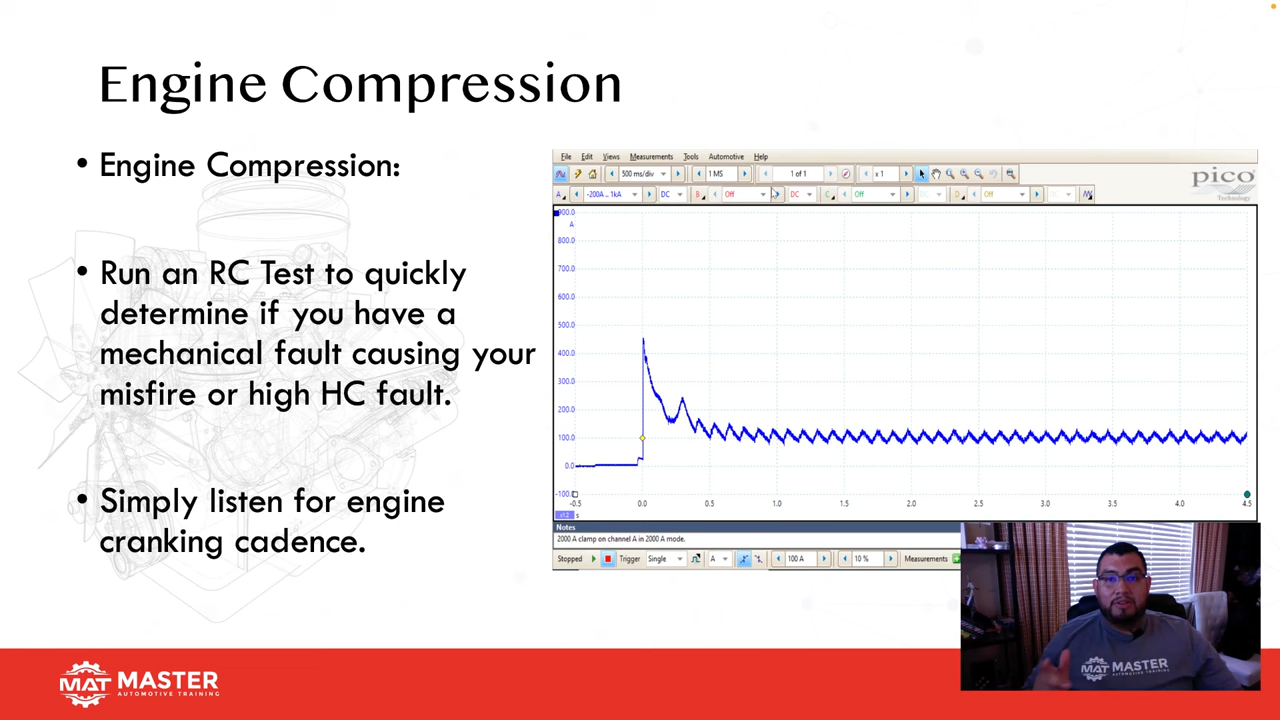 Engine Compression
• Engine Compression:
• Run an RC Test to quickly
determine if you have a
mechanical fault causing your
misfire or high HC fault.
• Simply listen for engine
cranking cadence.
File Edit Views Measurements Tools Automotive Help
500 ms/div 1 MS 1 of 1 x 1
pico
Technology
A -200A .. 1kA DC B Off DC C Off D Off
900.0
A
800.0
700.0
600.0
500.0
400.0
300.0
200.0
100.0
0.0
-100.
-0.5 0.0 0.5 1.0 1.5 2.0 2.5 3.0 3.5 4.0 4.5
s
Notes
2000 A clamp on channel A in 2000 A mode.
Stopped Trigger Single A 100 A 10 % Measurements
MAT MASTER
MAT MASTER
AUTOMOTIVE TRAINING